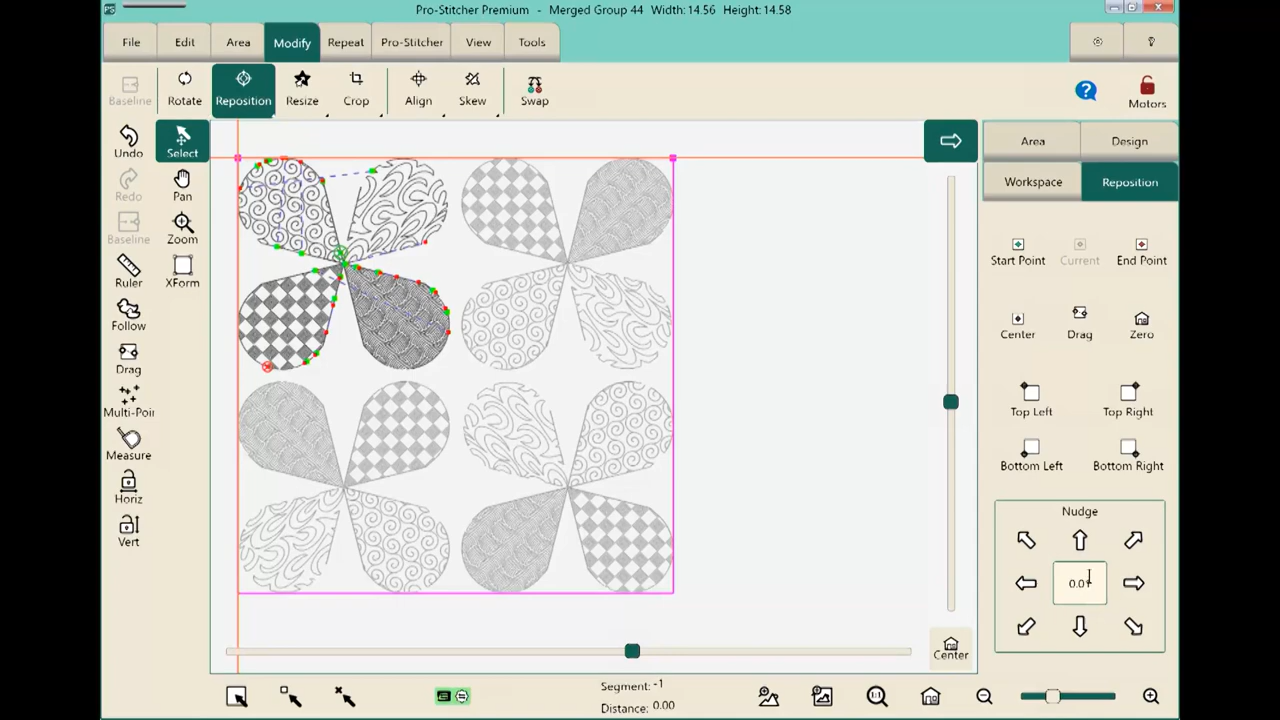 PS
Pro-Stitcher Premium - Merged Group 44 Width: 14.56 Height: 14.58
File Edit Area Modify Repeat Pro-Stitcher View Tools
Baseline Rotate Reposition Resize Crop Align Skew Swap Motors
Undo Select
Redo Pan
Baseline Zoom
Ruler XForm
Follow
Drag
Multi-Poi
Measure
Horiz
Vert
Area Design
Workspace Reposition
Start Point Current End Point
Center Drag Zero
Top Left Top Right
Bottom Left Bottom Right
Nudge
Center
Segment: -1
Distance: 0.00